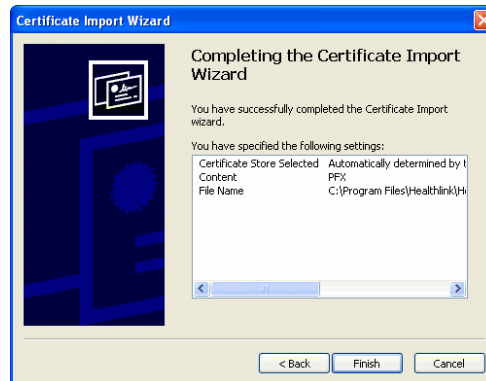 Certificate Import Wizard
Completing the Certificate Import
Wizard
You have successfully completed the Certificate Import
wizard.
You have specified the following settings:
Certificate Store Selected Automatically determined by t
Content PFX
File Name C:\Program Files\Healthlink\He
< Back Finish Cancel